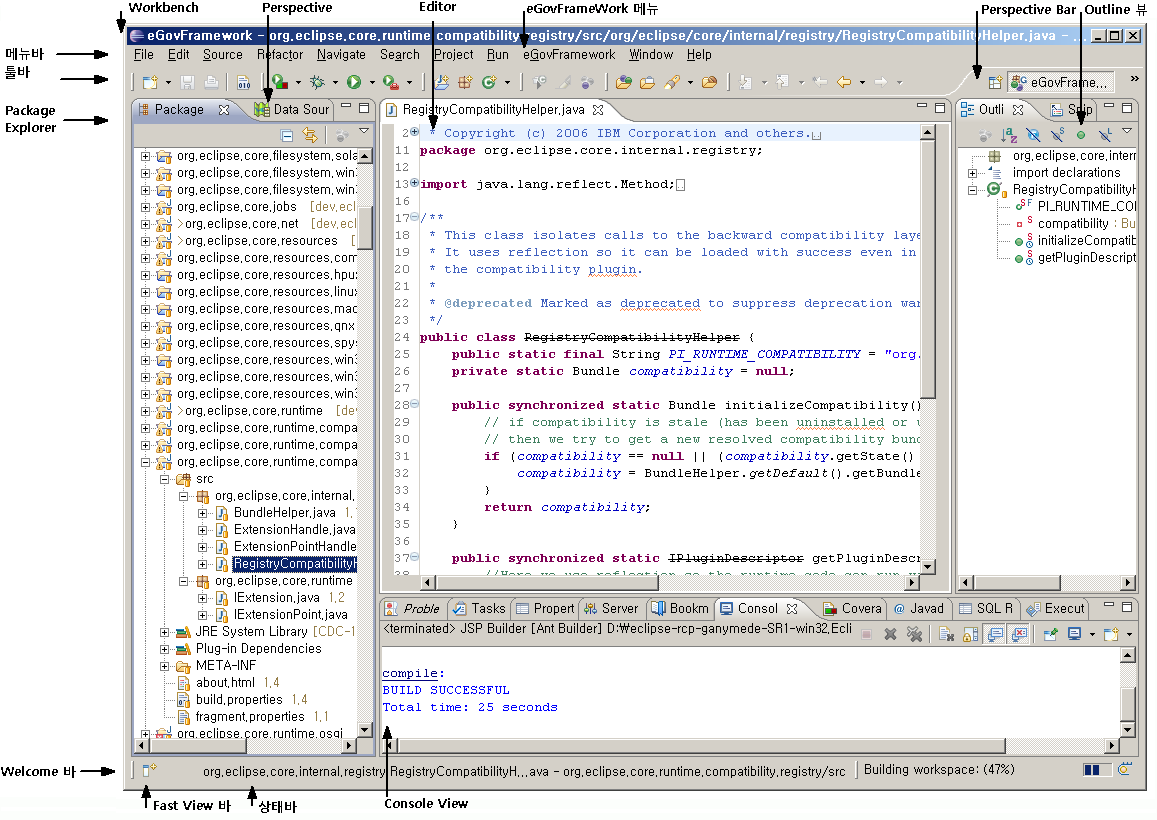 Workbench
Perspective
Editor
eGovFrameWork 메뉴
Perspective Bar
Outline 뷰
eGovFramework - org.eclipse.core.runtime.compatibility.registry/src/org/eclipse/core/internal/registry/RegistryCompatibilityHelper.java - ...
메뉴바
File Edit Source Refactor Navigate Search Project Run eGovFramework Window Help
툴바
eGovFrame...
Package
Explorer
Package
Data Sour
org.eclipse.core.filesystem.sola
org.eclipse.core.filesystem.win3
org.eclipse.core.filesystem.win3
org.eclipse.core.jobs [dev.ecl
>org.eclipse.core.net [dev.ecl
>org.eclipse.core.resources [
org.eclipse.core.resources.com
org.eclipse.core.resources.hpux
org.eclipse.core.resources.linux
org.eclipse.core.resources.mac
org.eclipse.core.resources.qnx
org.eclipse.core.resources.spys
org.eclipse.core.resources.win3
org.eclipse.core.resources.win3
org.eclipse.core.resources.win3
>org.eclipse.core.runtime [de
org.eclipse.core.runtime.compa
org.eclipse.core.runtime.compa
org.eclipse.core.runtime.compa
src
org.eclipse.core.internal.
BundleHelper.java 1.
ExtensionHandle.java
ExtensionPointHandle
RegistryCompatibilityH
org.eclipse.core.runtime
IExtension.java 1.2
IExtensionPoint.java
JRE System Library [CDC-1
Plug-in Dependencies
META-INF
about.html 1.4
build.properties 1.4
fragment.properties 1.1
org.eclipse.core.runtime.osgi
RegistryCompatibilityHelper.java
2 * Copyright (c) 2006 IBM Corporation and others.
11 package org.eclipse.core.internal.registry;
12
13 import java.lang.reflect.Method;
16
17 /**
18 * This class isolates calls to the backward compatibility laye
19 * It uses reflection so it can be loaded with success even in
20 * the compatibility plugin.
21 *
22 * @deprecated Marked as deprecated to suppress deprecation war
23 */
24 public class RegistryCompatibilityHelper {
25 public static final String PI_RUNTIME_COMPATIBILITY = "org.
26 private static Bundle compatibility = null;
27
28 public synchronized static Bundle initializeCompatibility()
29 // if compatibility is stale (has been uninstalled or u
30 // then we try to get a new resolved compatibility bund
31 if (compatibility == null || (compatibility.getState()
32 compatibility = BundleHelper.getDefault().getBundle
33 }
34 return compatibility;
35 }
36
37 public synchronized static IPluginDescriptor getPluginDescr
38 //Here we use reflection so the runtime code can run w
Outli
Snip
org.eclipse.core.interr
import declarations
RegistryCompatibilityH
PI_RUNTIME_COM
compatibility : Bu
initializeCompatib
getPluginDescript
Proble Tasks Propert Server Bookm Consol Covera Javad SQL R Execut
<terminated> JSP Builder [Ant Builder] D:₩eclipse-rcp-ganymede-SR1-win32.Ecli
compile:
BUILD SUCCESSFUL
Total time: 25 seconds
Welcome 바
org.eclipse.core.internal.registry.RegistryCompatibilityH...ava - org.eclipse.core.runtime.compatibility.registry/src
Building workspace: (47%)
Fast View 바
상태바
Console View